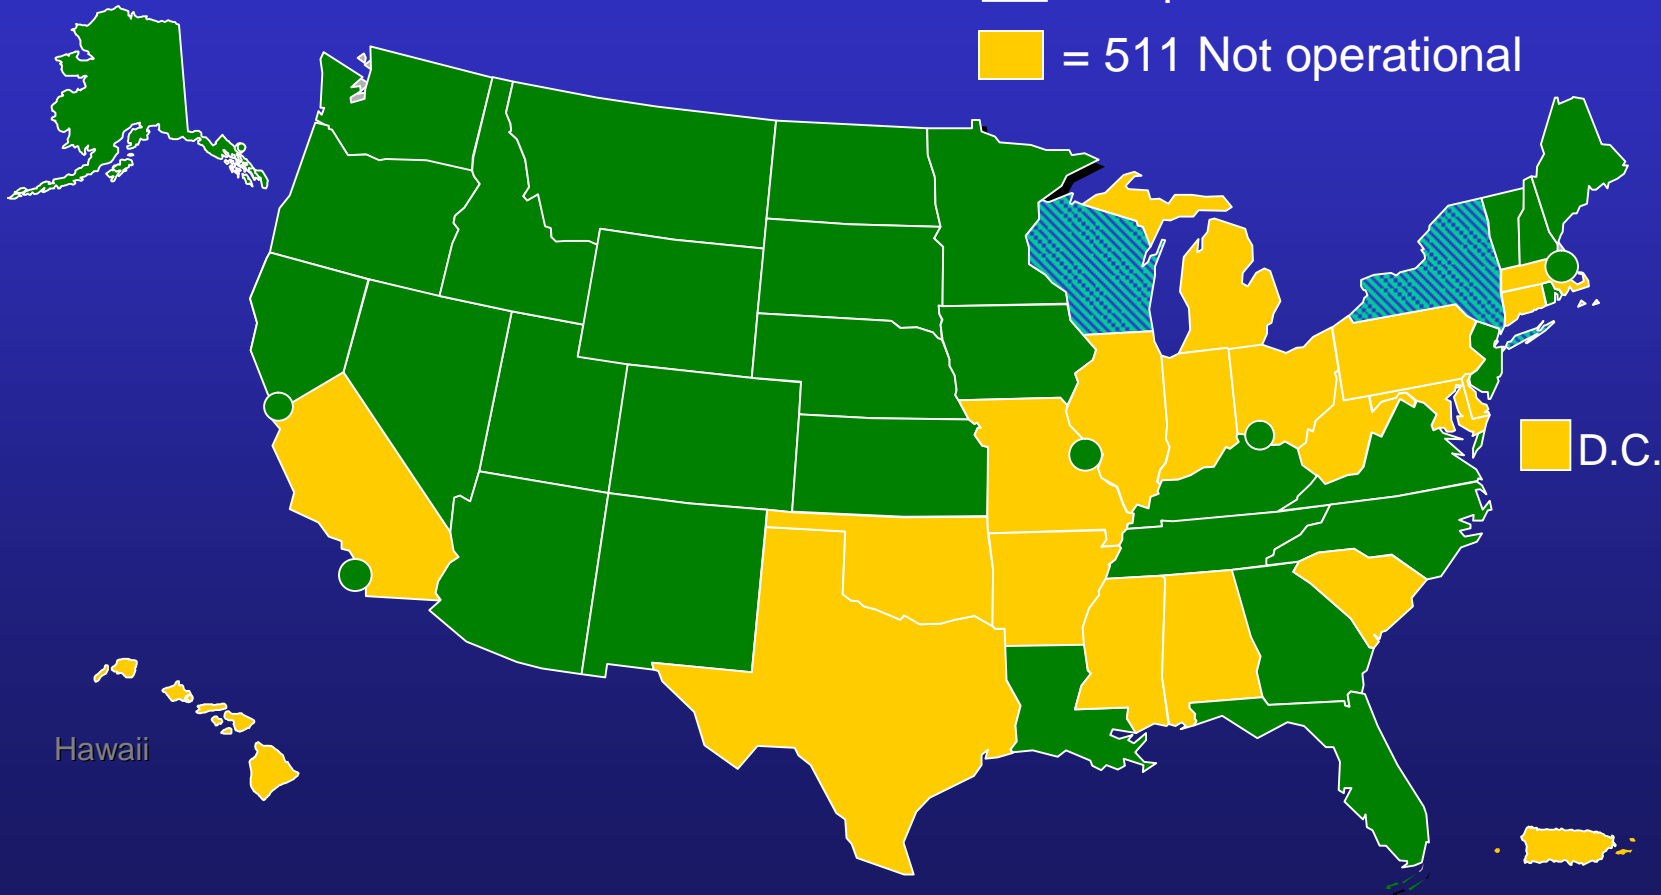 = 511 Not operational
D.C.
Hawaii